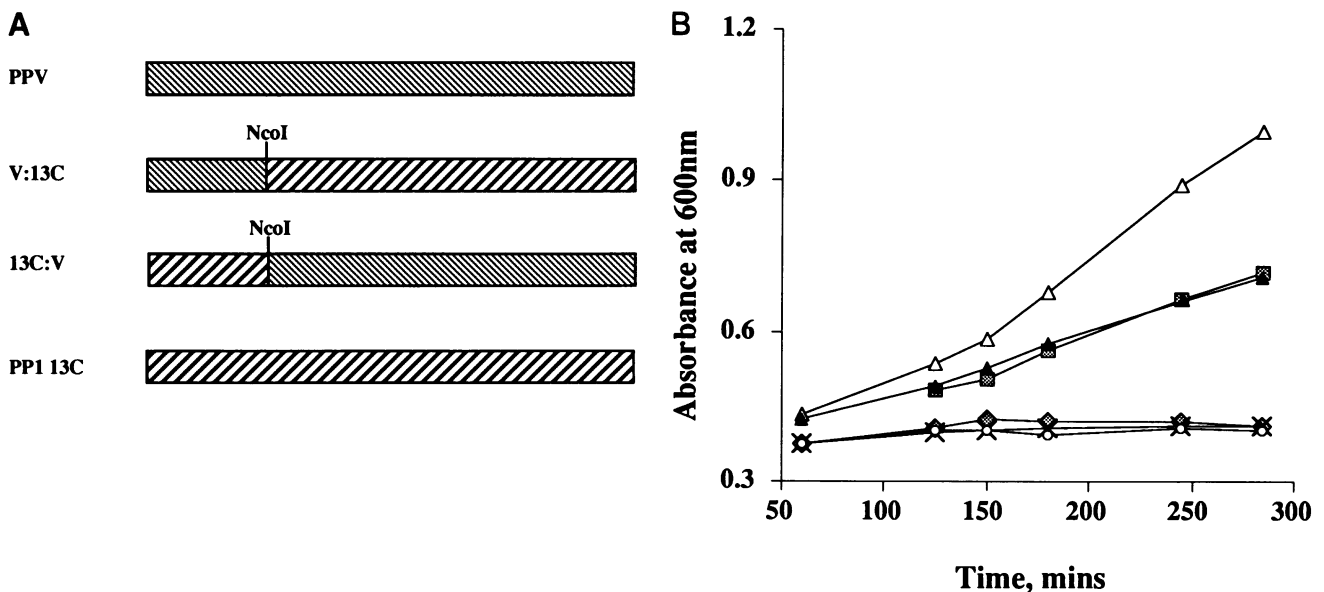 A
PPV
NcoI
V:13C
NcoI
13C:V
PP1 13C
B
Absorbance at 600nm
1.2
0.9
0.6
0.3
50 100 150 200 250 300
Time, mins